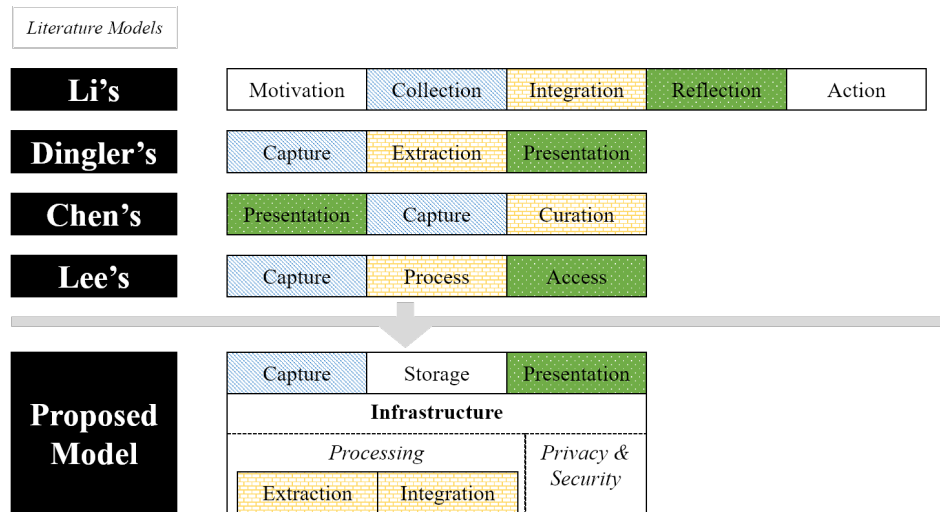 Literature Models
Li's
Motivation
Collection
Integration
Reflection
Action
Dingler's
Capture
Extraction
Presentation
Chen's
Presentation
Capture
Curation
Lee's
Capture
Process
Access
Proposed
Model
Capture
Storage
Presentation
Infrastructure
Processing
Privacy &
Security
Extraction
Integration